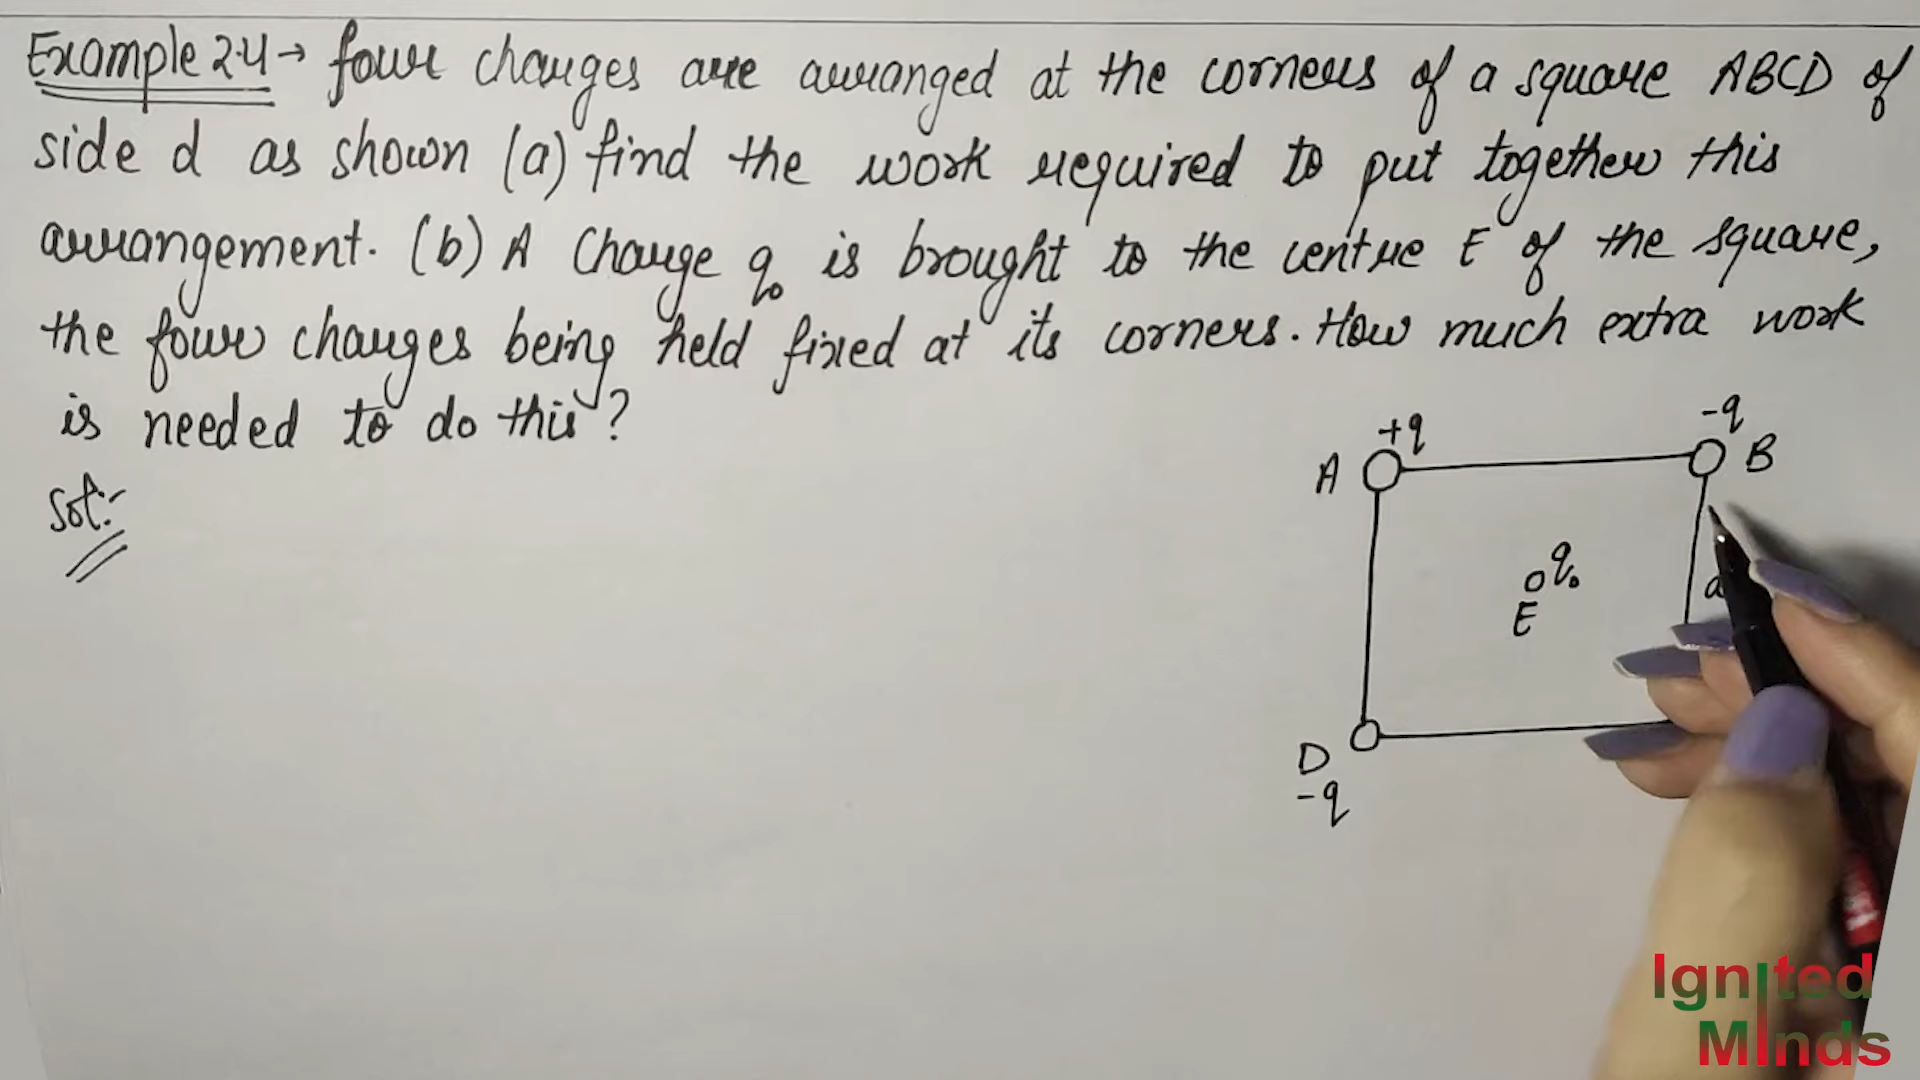 Example 2.4 → four charges are arranged at the corners of a square ABCD of
side d as shown (a) find the work required to put together this
arrangement. (b) A Charge q₀ is brought to the centre E of the square,
the four charges being held fixed at its corners. How much extra work
is needed to do this?
Sol:-
+q
-q
A
B
q₀
E
d
D
-q
Ignited
Minds